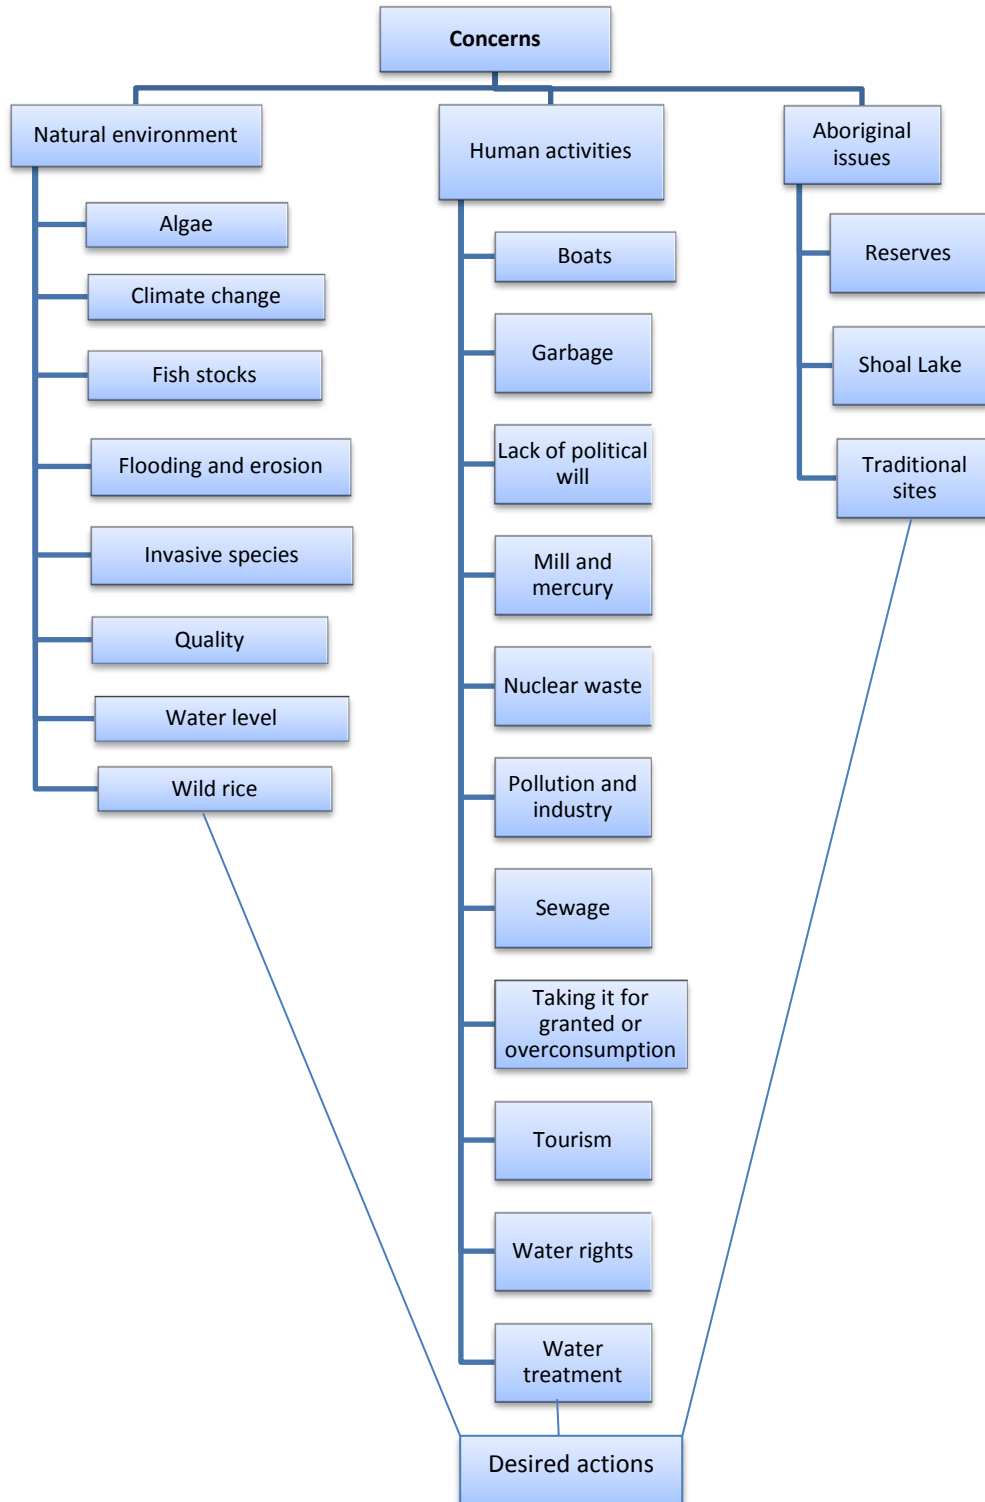 Concerns
Natural environment
Algae
Climate change
Fish stocks
Flooding and erosion
Invasive species
Quality
Water level
Wild rice
Human activities
Boats
Garbage
Lack of political
will
Mill and
mercury
Nuclear waste
Pollution and
industry
Sewage
Taking it for
granted or
overconsumption
Tourism
Water rights
Water
treatment
Aboriginal
issues
Reserves
Shoal Lake
Traditional
sites
Desired actions